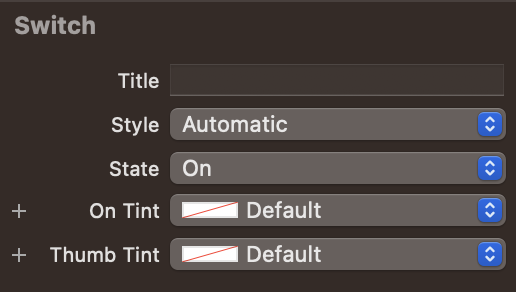 Switch
Title
Style Automatic
State On
+ On Tint Default
+ Thumb Tint Default